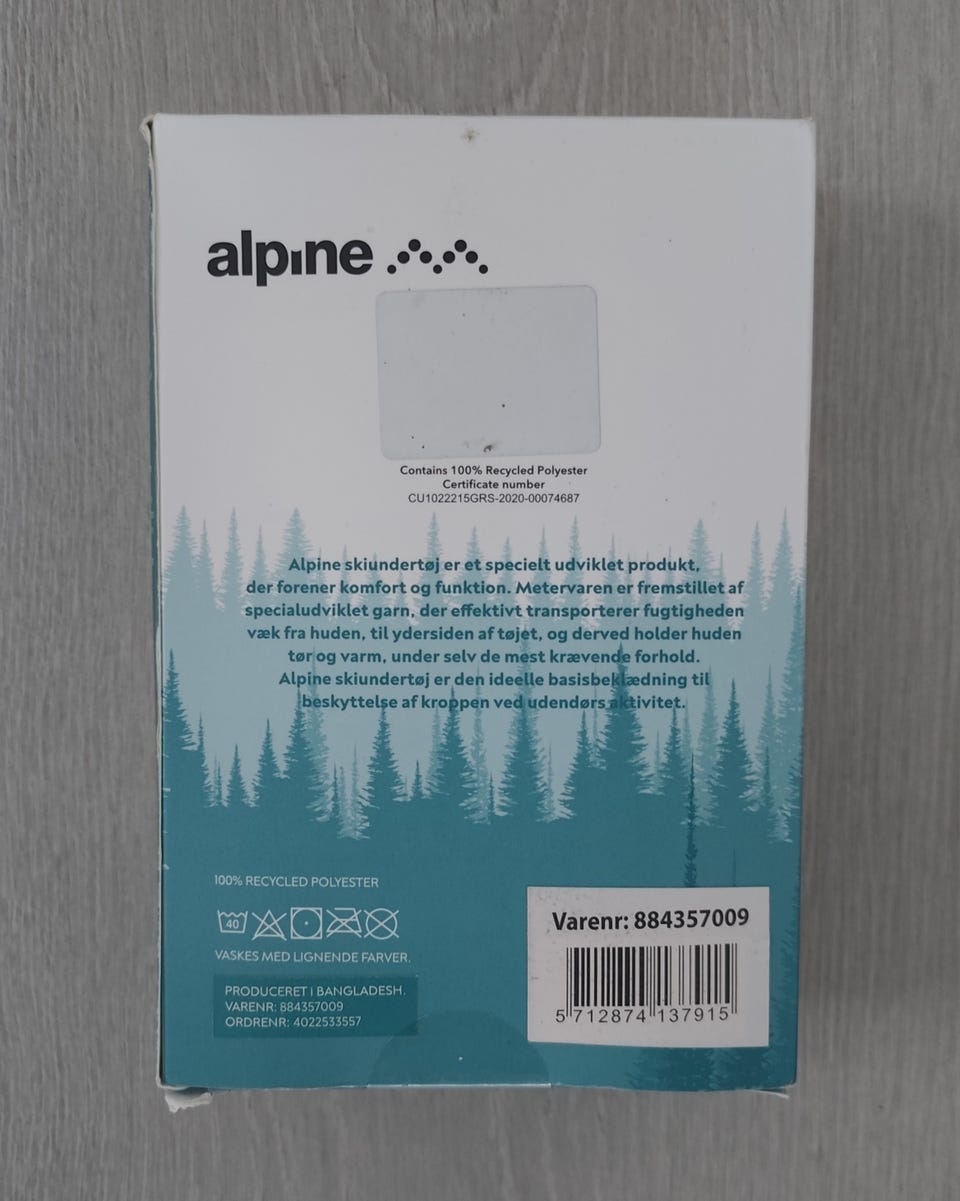 alpine
Contains 100% Recycled Polyester
Certificate number
CU1022215GRS-2020-00074687
Alpine skiundertøj er et specielt udviklet produkt,
der forener komfort og funktion. Metervaren er fremstillet af
specialudviklet garn, der effektivt transporterer fugtigheden
væk fra huden, til ydersiden af tøjet, og derved holder huden
tør og varm, under selv de mest krævende forhold.
Alpine skiundertøj er den ideelle basisbeklædning til
beskyttelse af kroppen ved udendørs aktivitet.
100% RECYCLED POLYESTER
40
VASKES MED LIGNENDE FARVER.
PRODUCERET I BANGLADESH.
VARENR: 884357009
ORDRENR: 4022533557
Varenr: 884357009
5 712874 137915